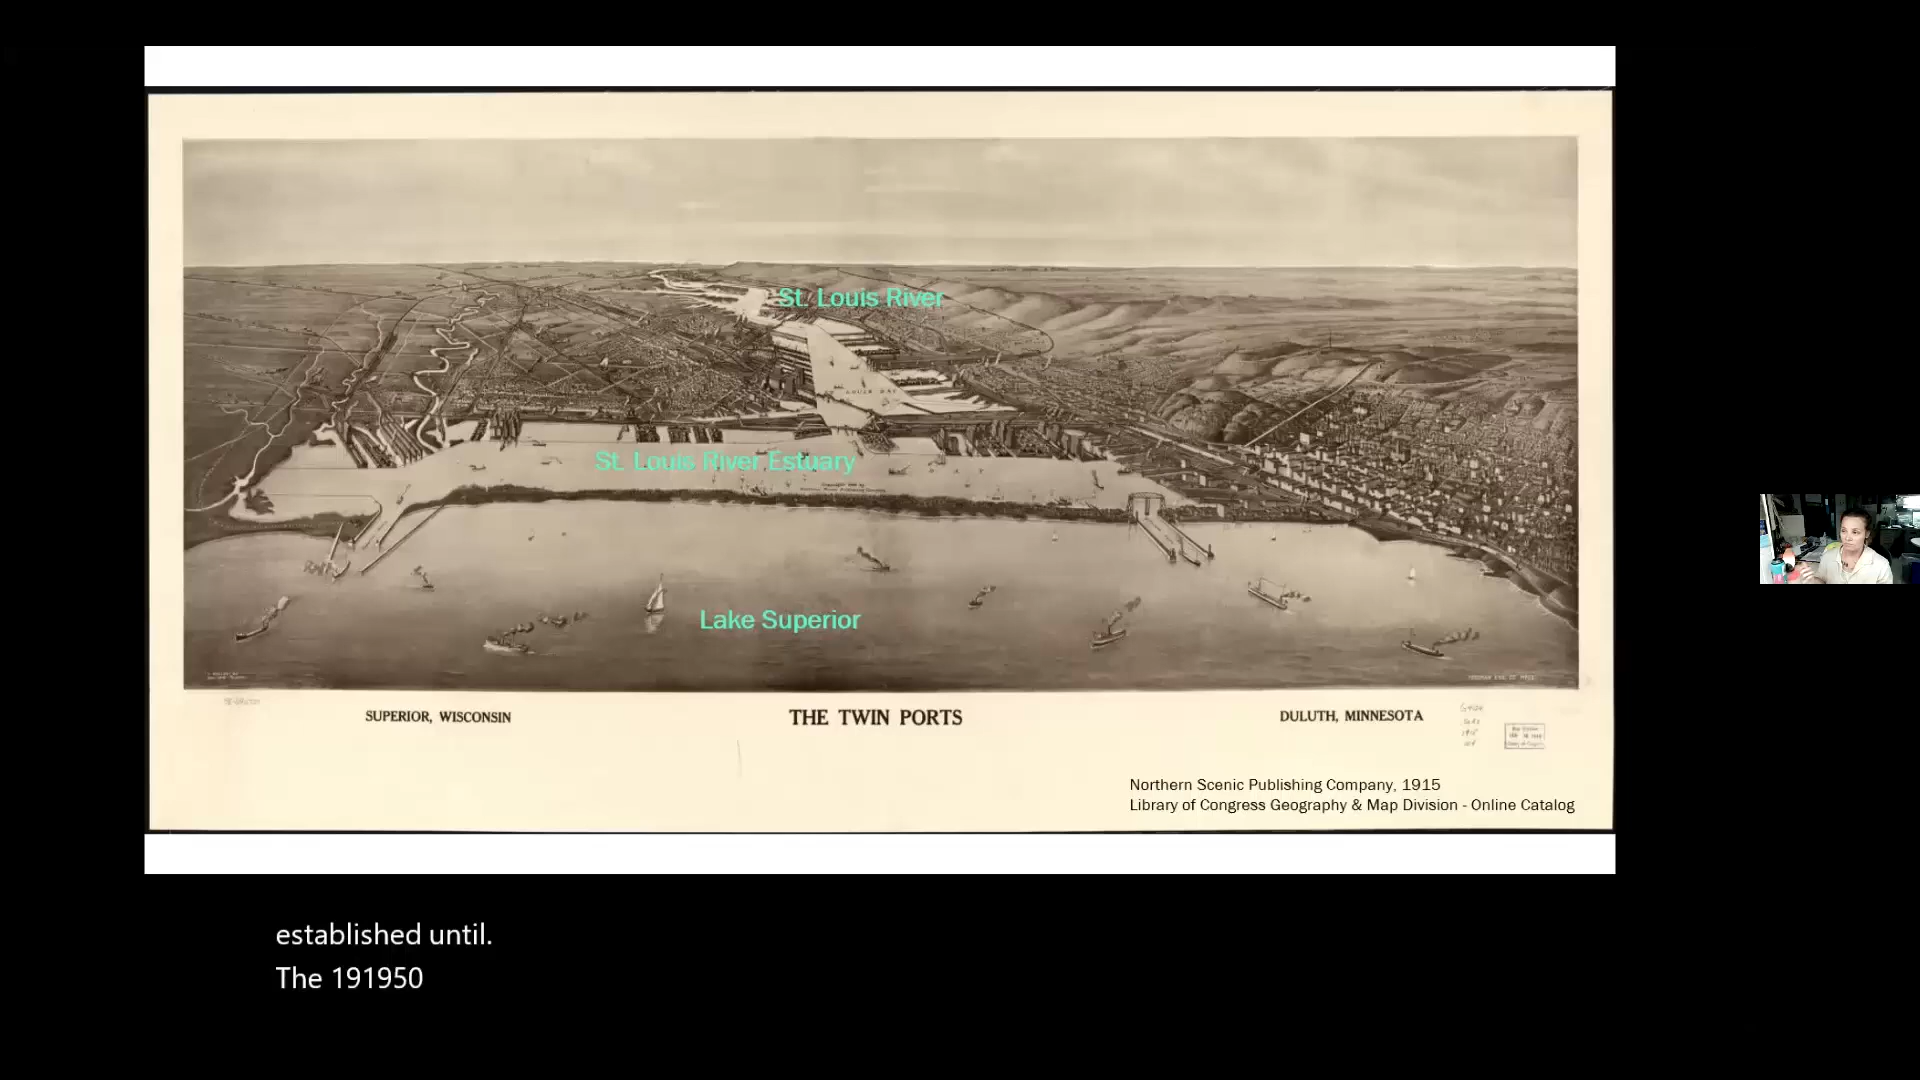 St. Louis River
St. Louis River Estuary
Lake Superior
SUPERIOR, WISCONSIN
THE TWIN PORTS
DULUTH, MINNESOTA
Northern Scenic Publishing Company, 1915
Library of Congress Geography & Map Division - Online Catalog
established until.
The 191950